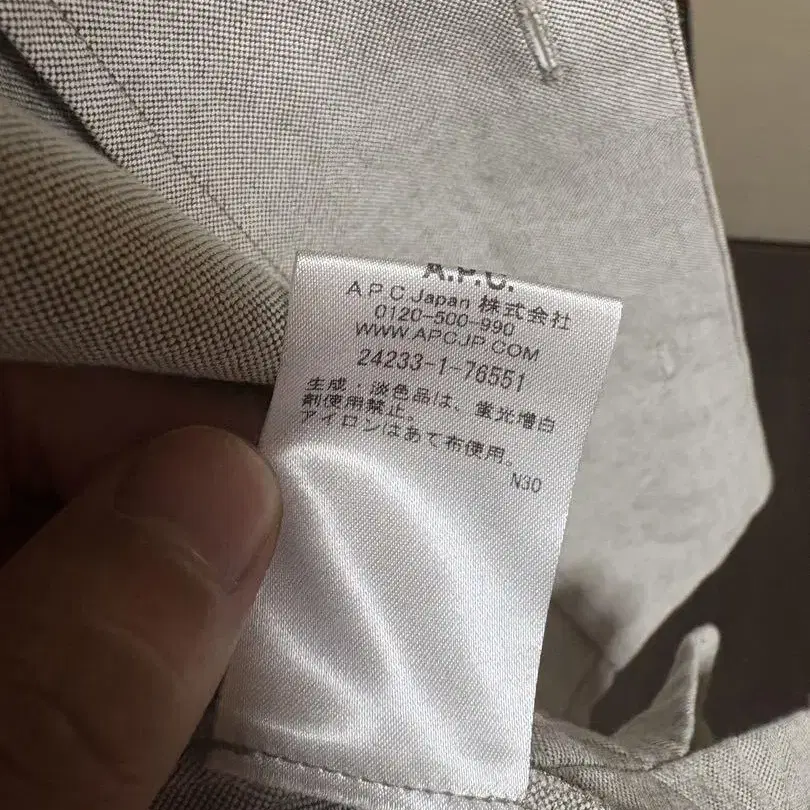 A.P.C.
A P C Japan 株式会社
0120-500-990
WWW.APCJP.COM
24233-1-76551
生成・淡色品は、蛍光増白
剤使用禁止。
アイロンはあて布使用。
N30